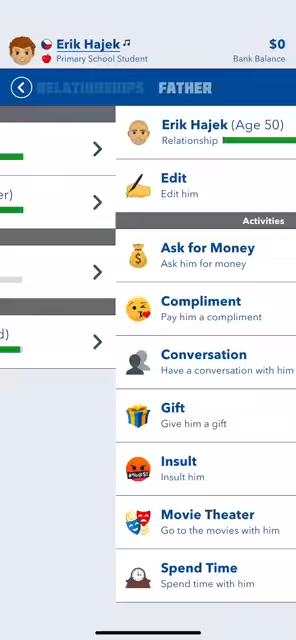 Erik Hajek
$0
Primary School Student
Bank Balance
RELATIONSHIPS
FATHER
Erik Hajek (Age 50)
Relationship
er)
Edit
Edit him
Activities
Ask for Money
Ask him for money
Compliment
Pay him a compliment
d)
Conversation
Have a conversation with him
Gift
Give him a gift
Insult
Insult him
Movie Theater
Go to the movies with him
Spend Time
Spend time with him